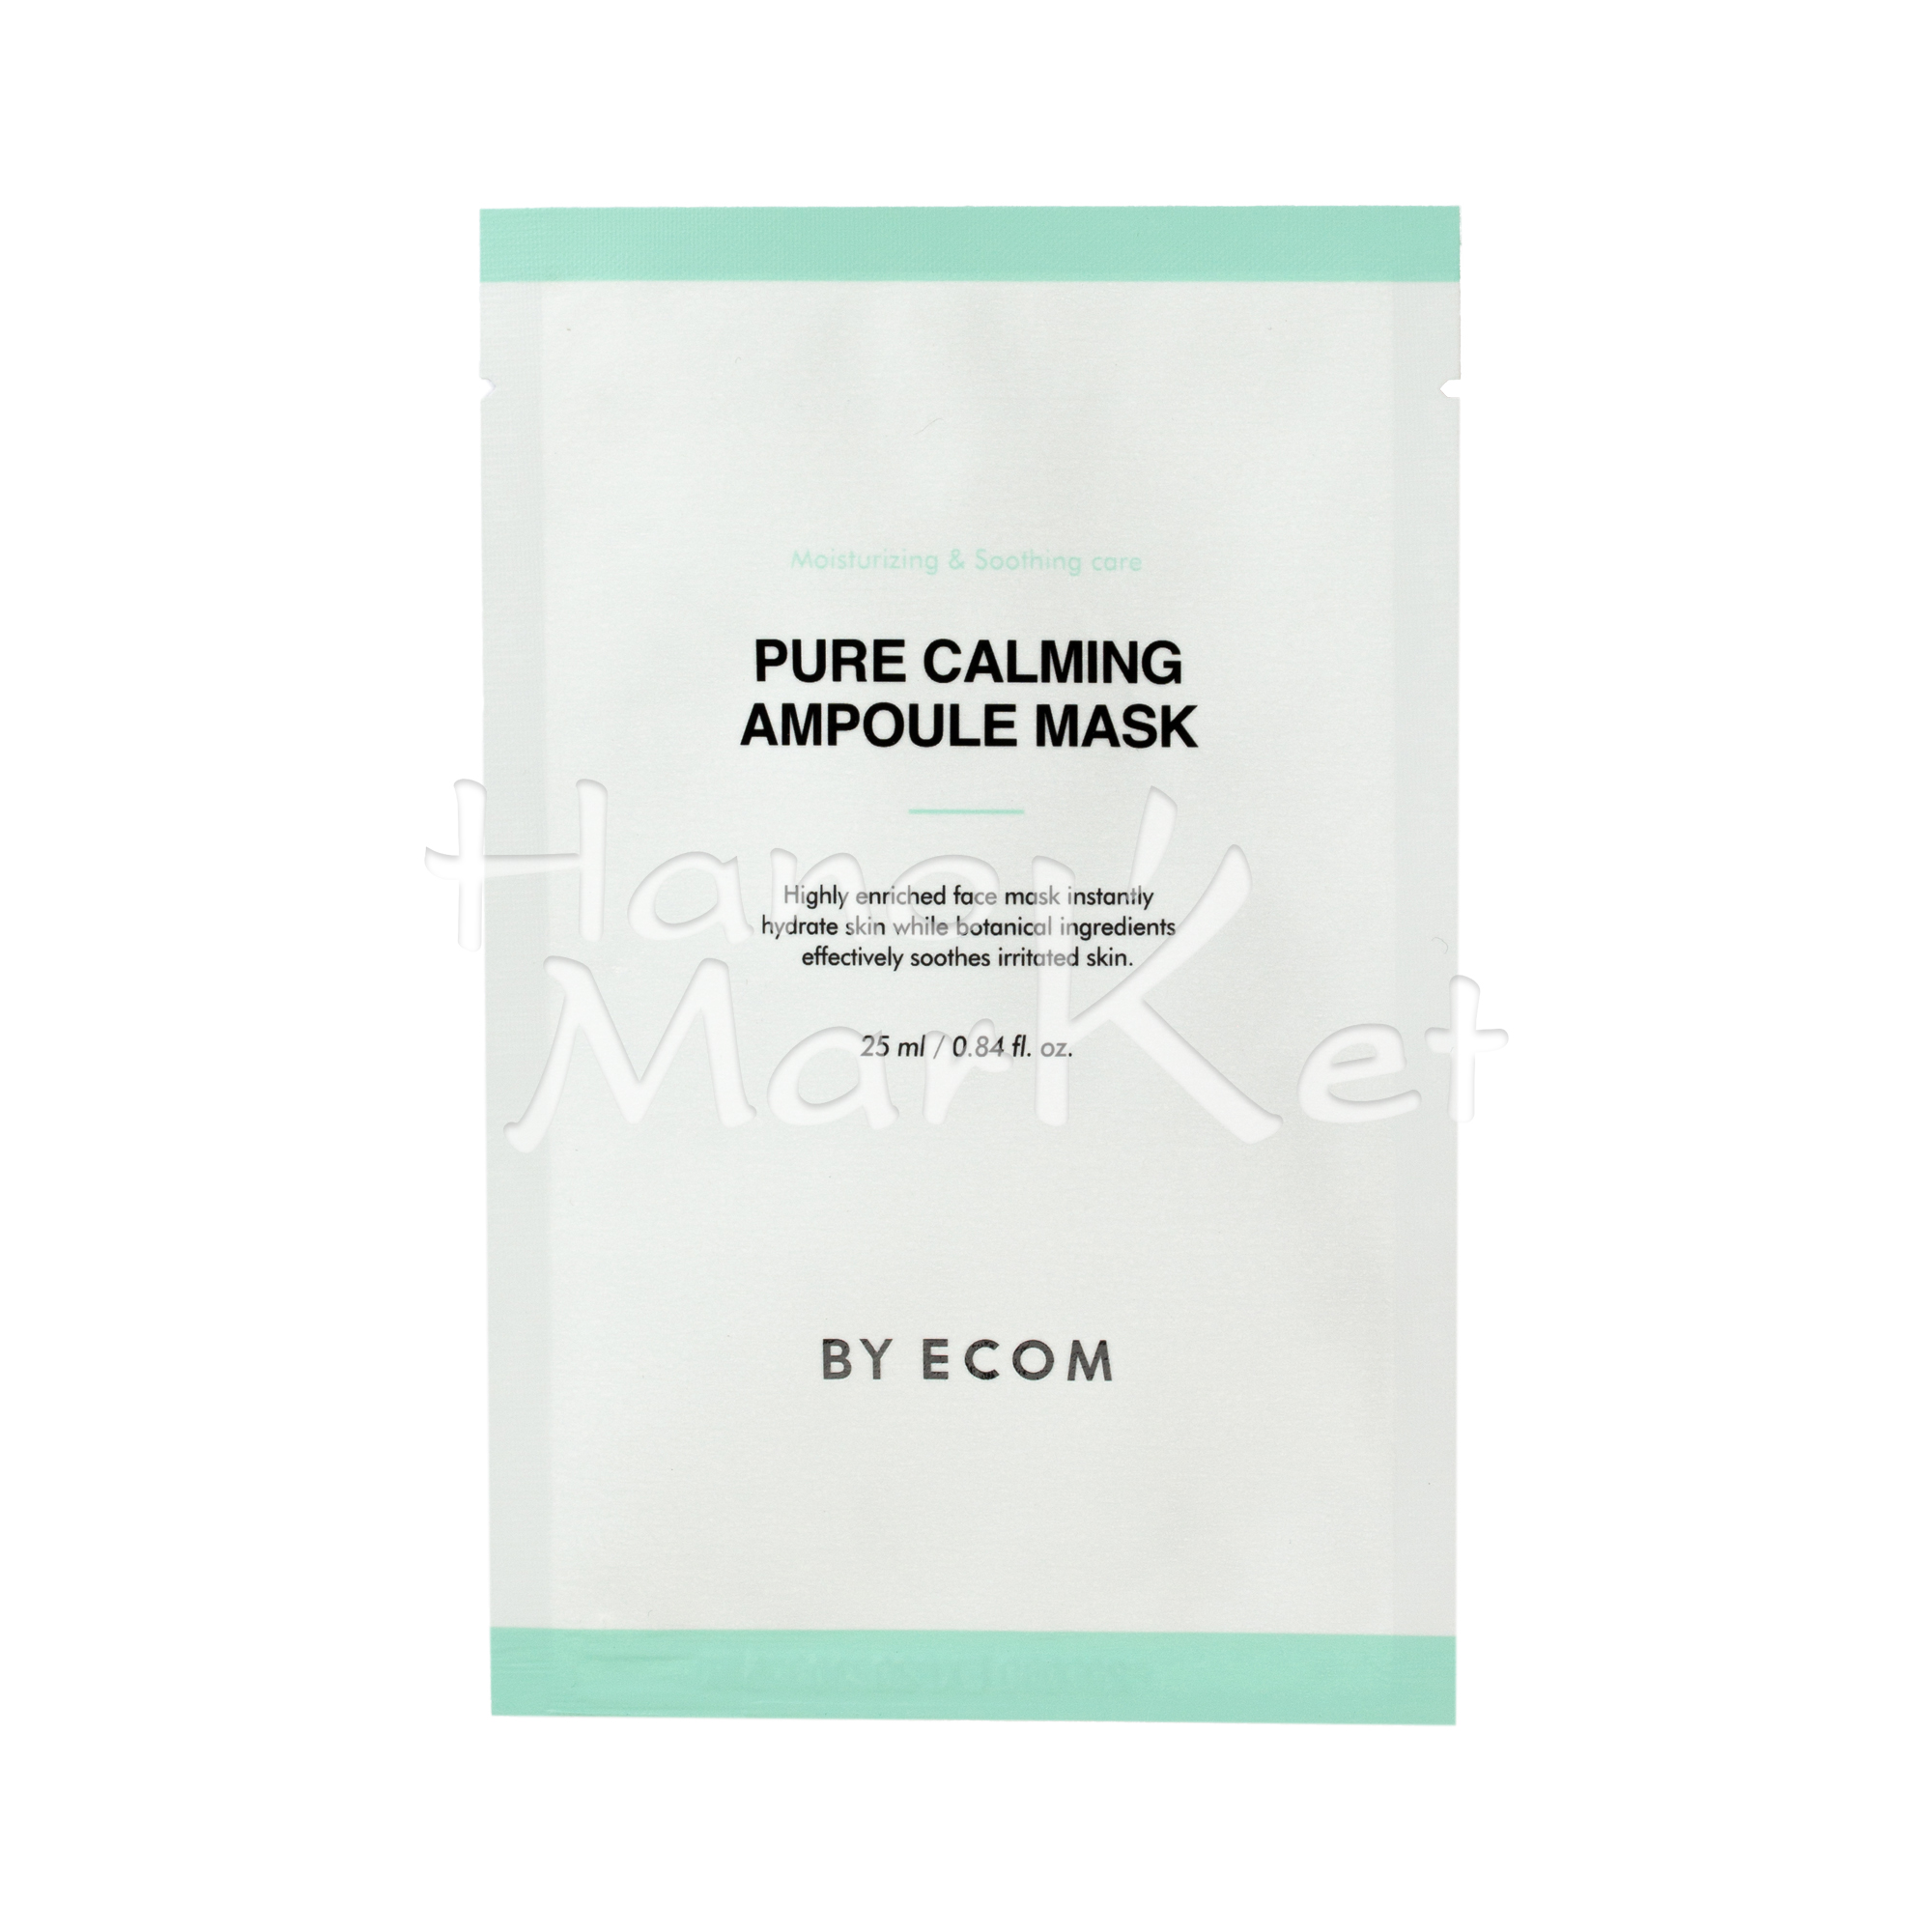 Moisturizing & Soothing care
PURE CALMING
AMPOULE MASK
Highly enriched face mask instantly
hydrate skin while botanical ingredients
effectively soothes irritated skin.
25 ml / 0.84 fl. oz.
HanoK
MarKet
BY ECOM